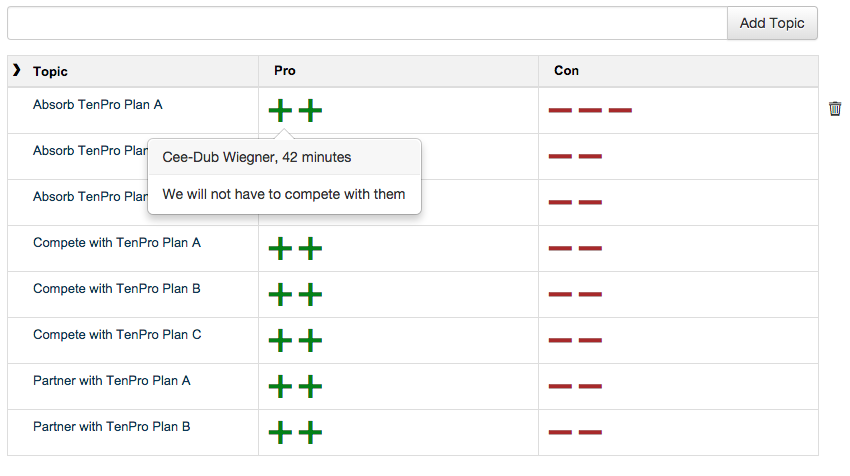 Add Topic
Topic Pro Con
Absorb TenPro Plan A
Absorb TenPro Plan
Cee-Dub Wiegner, 42 minutes
We will not have to compete with them
Absorb TenPro Plan
Compete with TenPro Plan A
Compete with TenPro Plan B
Compete with TenPro Plan C
Partner with TenPro Plan A
Partner with TenPro Plan B